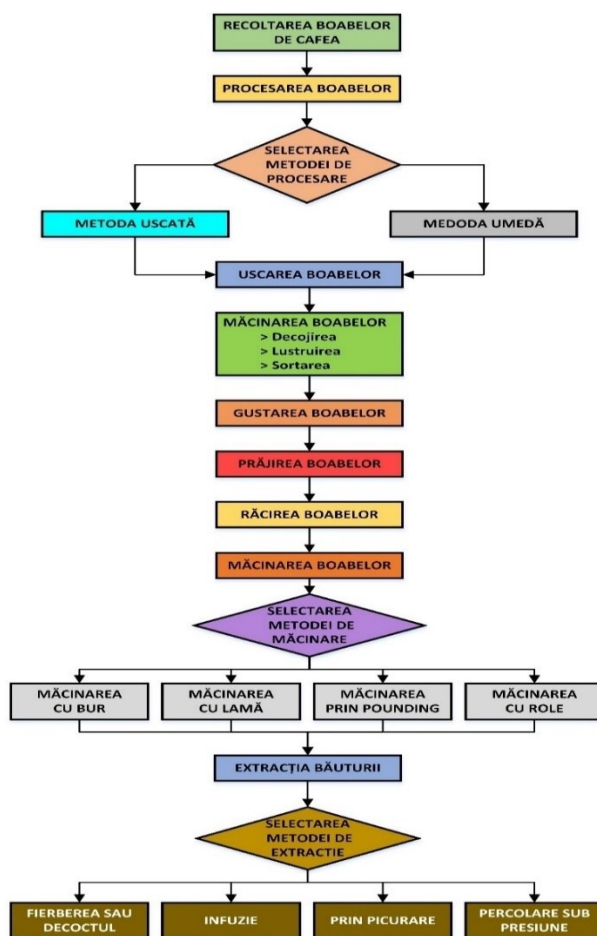 RECOLTAREA BOABELOR
DE CAFEA
PROCESAREA BOABELOR
SELECTAREA
METODEI DE
PROCESARE
METODA USCATĂ
MEDODA UMEDĂ
USCAREA BOABELOR
MĂCINAREA BOABELOR
> Decojirea
> Lustruirea
> Sortarea
GUSTAREA BOABELOR
PRĂJIREA BOABELOR
RĂCIREA BOABELOR
MĂCINAREA BOABELOR
SELECTAREA
METODEI DE
MĂCINARE
MĂCINAREA
CU BUR
MĂCINAREA
CU LAMĂ
MĂCINAREA
PRIN POUNDING
MĂCINAREA
CU ROLE
EXTRACȚIA BĂUTURII
SELECTAREA
METODEI DE
EXTRACTIE
FIERBEREA SAU
DECOCTUL
INFUZIE
PRIN PICURARE
PERCOLARE SUB
PRESIUNE